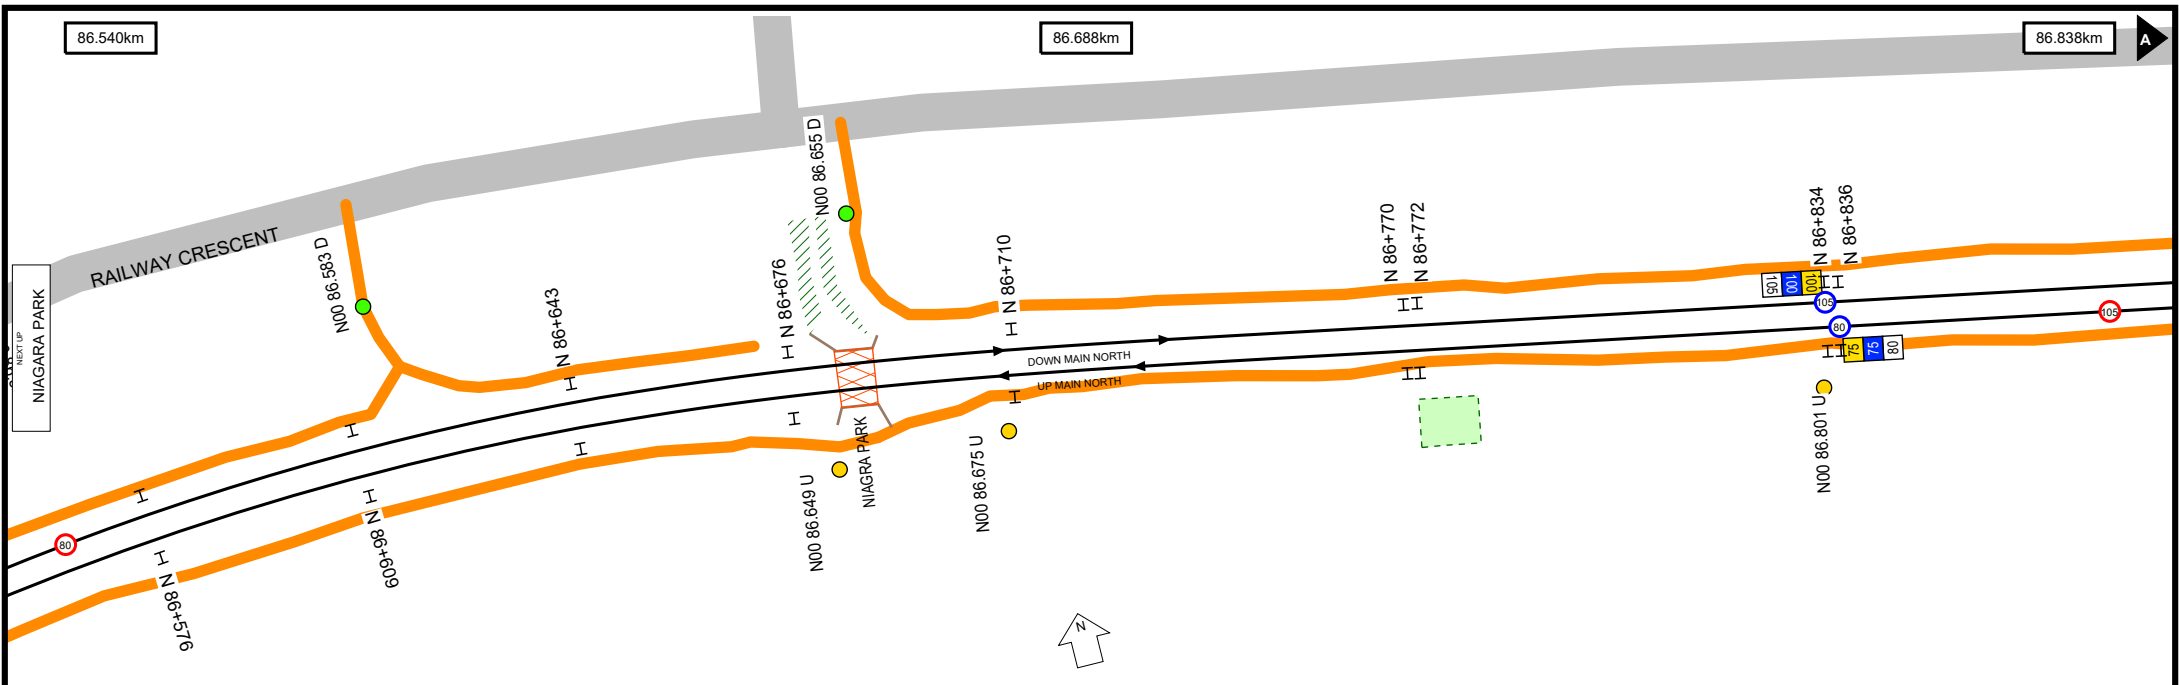 86.540km
86.688km
86.838km
A
RAILWAY CRESCENT
NEXT UP
NIAGARA PARK
N00 86.583 D
N00 86.655 D
N 86+643
N 86+676
N 86+710
N 86+770
N 86+772
N 86+834
N 86+836
105
100
100
105
80
105
DOWN MAIN NORTH
UP MAIN NORTH
75
75
80
80
N 86+576
N 86+609
N00 86.649 U
NIAGRA PARK
N00 86.675 U
N00 86.801 U
N